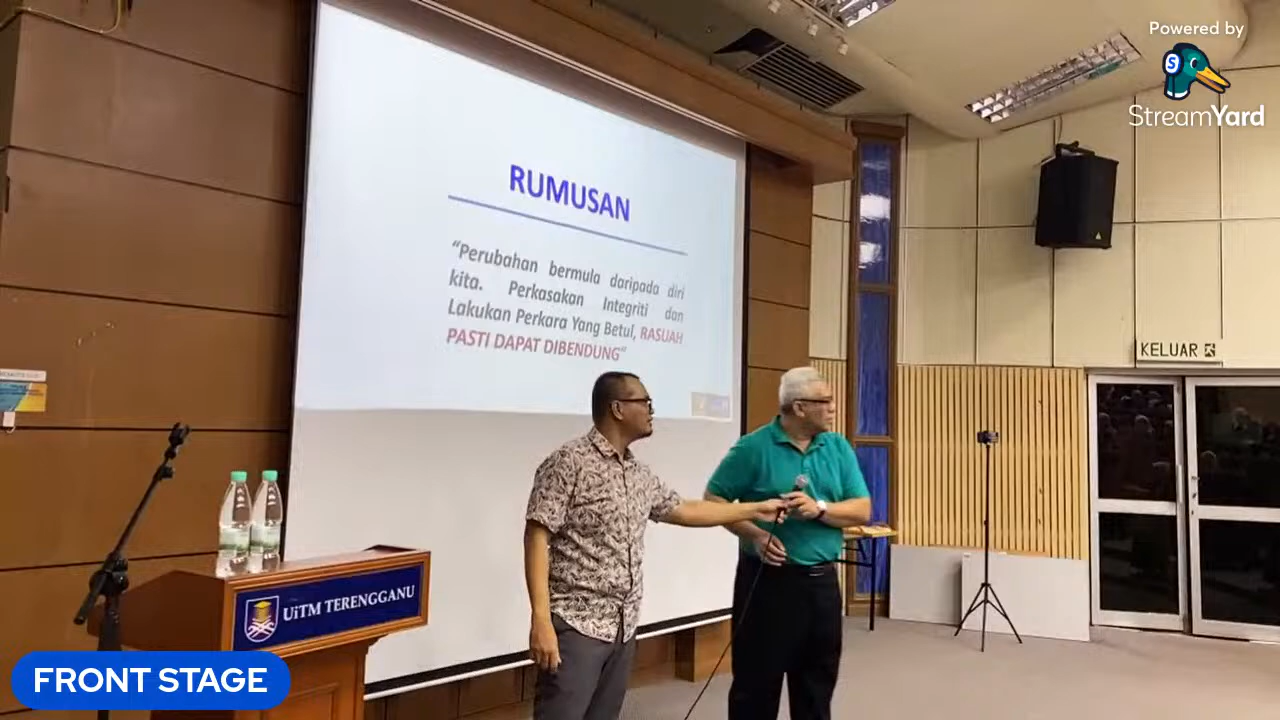 Powered by
StreamYard
RUMUSAN
“Perubahan bermula daripada diri
kita. Perkasakan Integriti dan
Lakukan Perkara Yang Betul, RASUAH
PASTI DAPAT DIBENDUNG“
KELUAR
UiTM TERENGGANU
FRONT STAGE